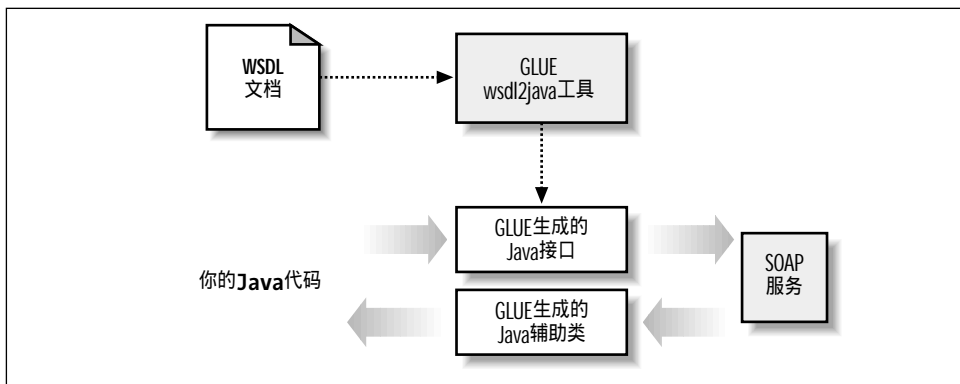 WSDL
文档
GLUE
wsdl2java工具
GLUE生成的
Java接口
你的Java代码
SOAP
服务
GLUE生成的
Java辅助类